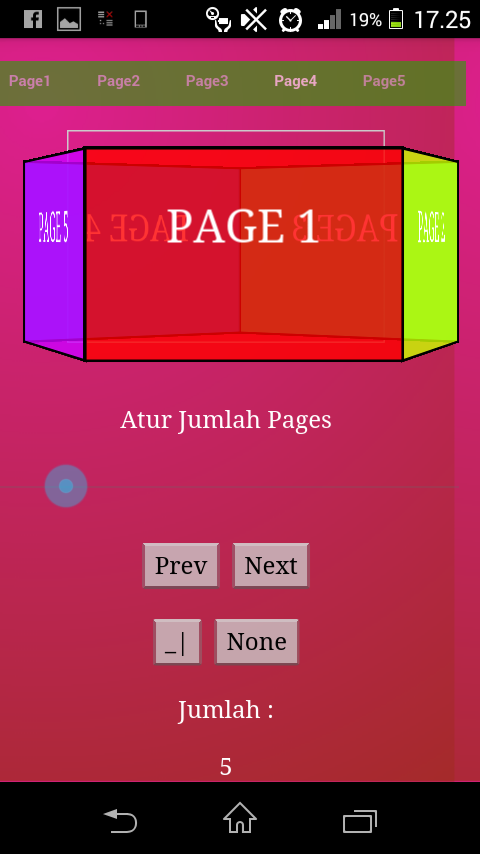 19% 17.25
Page1 Page2 Page3 Page4 Page5
PAGE 5 PAGE 4 PAGE 1 PAGE 3 PAGE 2
Atur Jumlah Pages
Prev Next
_| None
Jumlah :
5